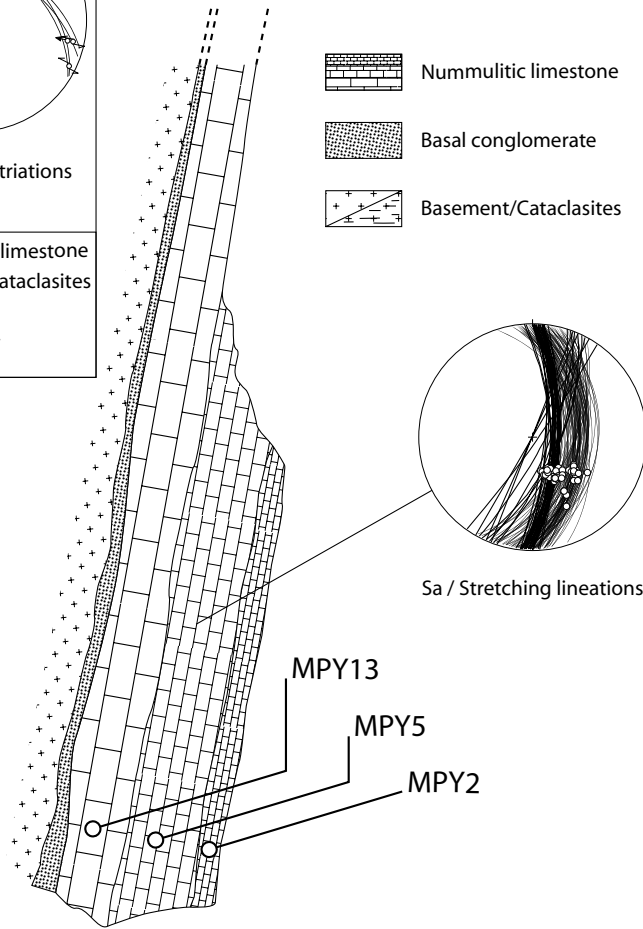 Nummulitic limestone
Basal conglomerate
Basement/Cataclasites
triations
limestone
ataclasites
Sa / Stretching lineations
MPY13
MPY5
MPY2